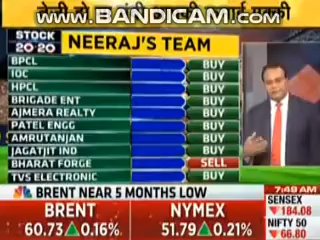 www.BANDICAM.com
STOCK 20-20
NEERAJ'S TEAM
BPCL BUY
IOC BUY
HPCL BUY
BRIGADE ENT BUY
AJMERA REALTY BUY
PATEL ENGG BUY
AMRUTANJAN BUY
JAGATJIT IND BUY
BHARAT FORGE SELL
TVS ELECTRONIC BUY
BRENT NEAR 5 MONTHS LOW
7:48 AM
BRENT NYMEX
60.73 ▲ 0.16% 51.79 ▲ 0.21%
SENSEX
▼ 184.08
NIFTY 50
▼ 66.80